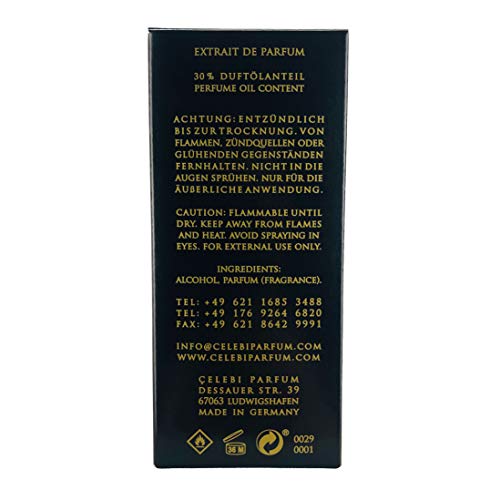 EXTRAIT DE PARFUM
30% DUFTÖLANTEIL
PERFUME OIL CONTENT
ACHTUNG: ENTZÜNDLICH
BIS ZUR TROCKNUNG. VON
FLAMMEN, ZÜNDQUELLEN ODER
GLÜHENDEN GEGENSTÄNDEN
FERNHALTEN. NICHT IN DIE
AUGEN SPRÜHEN. NUR FÜR DIE
ÄUßERLICHE ANWENDUNG.
CAUTION: FLAMMABLE UNTIL
DRY. KEEP AWAY FROM FLAMES
AND HEAT. AVOID SPRAYING IN
EYES. FOR EXTERNAL USE ONLY.
INGREDIENTS:
ALCOHOL, PARFUM (FRAGRANCE).
TEL: +49 621 1685 3488
TEL: +49 176 9264 6820
FAX: +49 621 8642 9991
INFO@CELEBIPARFUM.COM
WWW.CELEBIPARFUM.COM
ÇELEBI PARFUM
DESSAUER STR. 39
67063 LUDWIGSHAFEN
MADE IN GERMANY
36 M ® 0029
0001